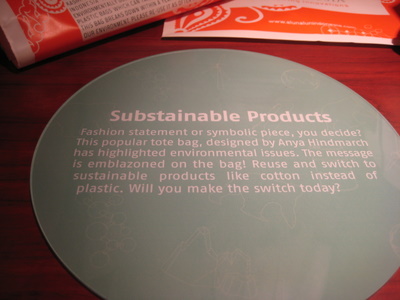 Substainable Products
Fashion statement or symbolic piece, you decide?
This popular tote bag, designed by Anya Hindmarch
has highlighted environmental issues. The message
is emblazoned on the bag! Reuse and switch to
sustainable products like cotton instead of
plastic. Will you make the switch today?